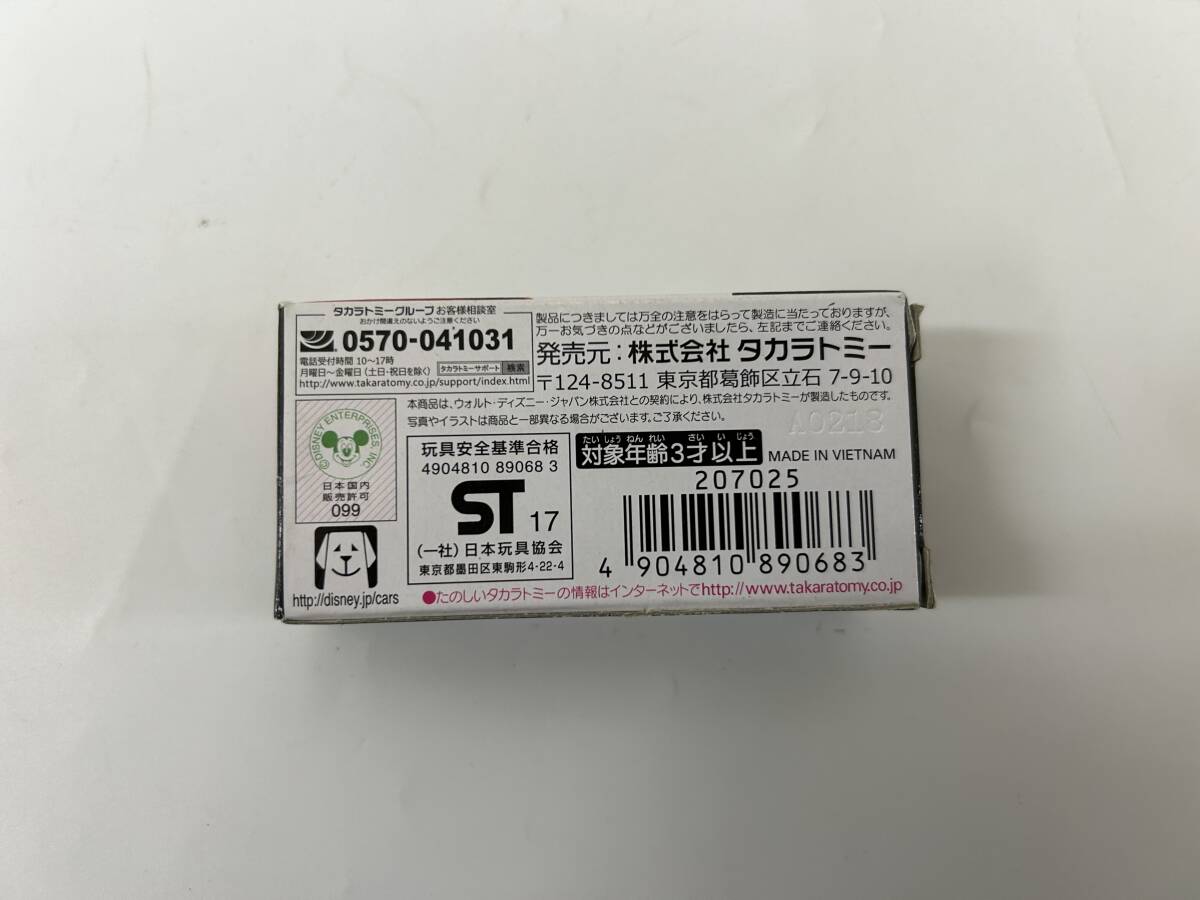 タカラトミーグループ お客様相談室
おかけ間違えのないようご注意ください
0570-041031
電話受付時間 10～17時
月曜日～金曜日 (土日・祝日を除く)
タカラトミーサポート 検索
http://www.takaratomy.co.jp/support/index.html
製品につきましては万全の注意をはらって製造に当たっておりますが、
万一お気づきの点などがございましたら、左記までご連絡ください。
発売元：株式会社 タカラトミー
〒124-8511 東京都葛飾区立石 7-9-10
本商品は、ウォルト・ディズニー・ジャパン株式会社との契約により、株式会社タカラトミーが製造したものです。
写真やイラストは商品と一部異なる場合がございます。ご了承ください。
A0218
©DISNEY ENTERPRISES, INC.
日本国内
販売許可
099
http://disney.jp/cars
玩具安全基準合格
4904810 89068 3
ST 17
(一社) 日本玩具協会
東京都墨田区東駒形4-22-4
たいしょうねんれい さい いじょう
対象年齢3才以上
MADE IN VIETNAM
207025
4 904810 890683
●たのしいタカラトミーの情報はインターネットでhttp://www.takaratomy.co.jp